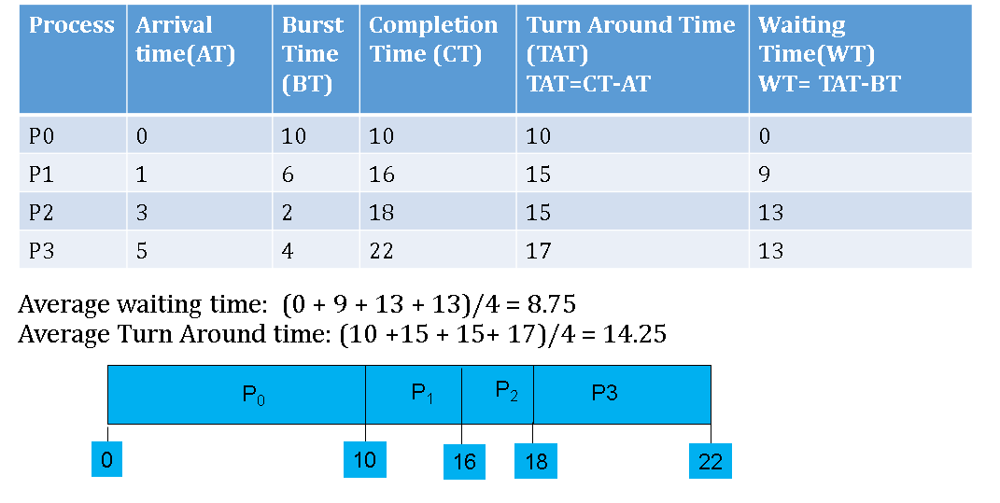 Process Arrival time(AT) Burst Time (BT) Completion Time (CT) Turn Around Time (TAT) TAT=CT-AT Waiting Time(WT) WT= TAT-BT
P0 0 10 10 10 0
P1 1 6 16 15 9
P2 3 2 18 15 13
P3 5 4 22 17 13
Average waiting time: (0 + 9 + 13 + 13)/4 = 8.75
Average Turn Around time: (10 +15 + 15+ 17)/4 = 14.25
P0 P1 P2 P3
0 10 16 18 22